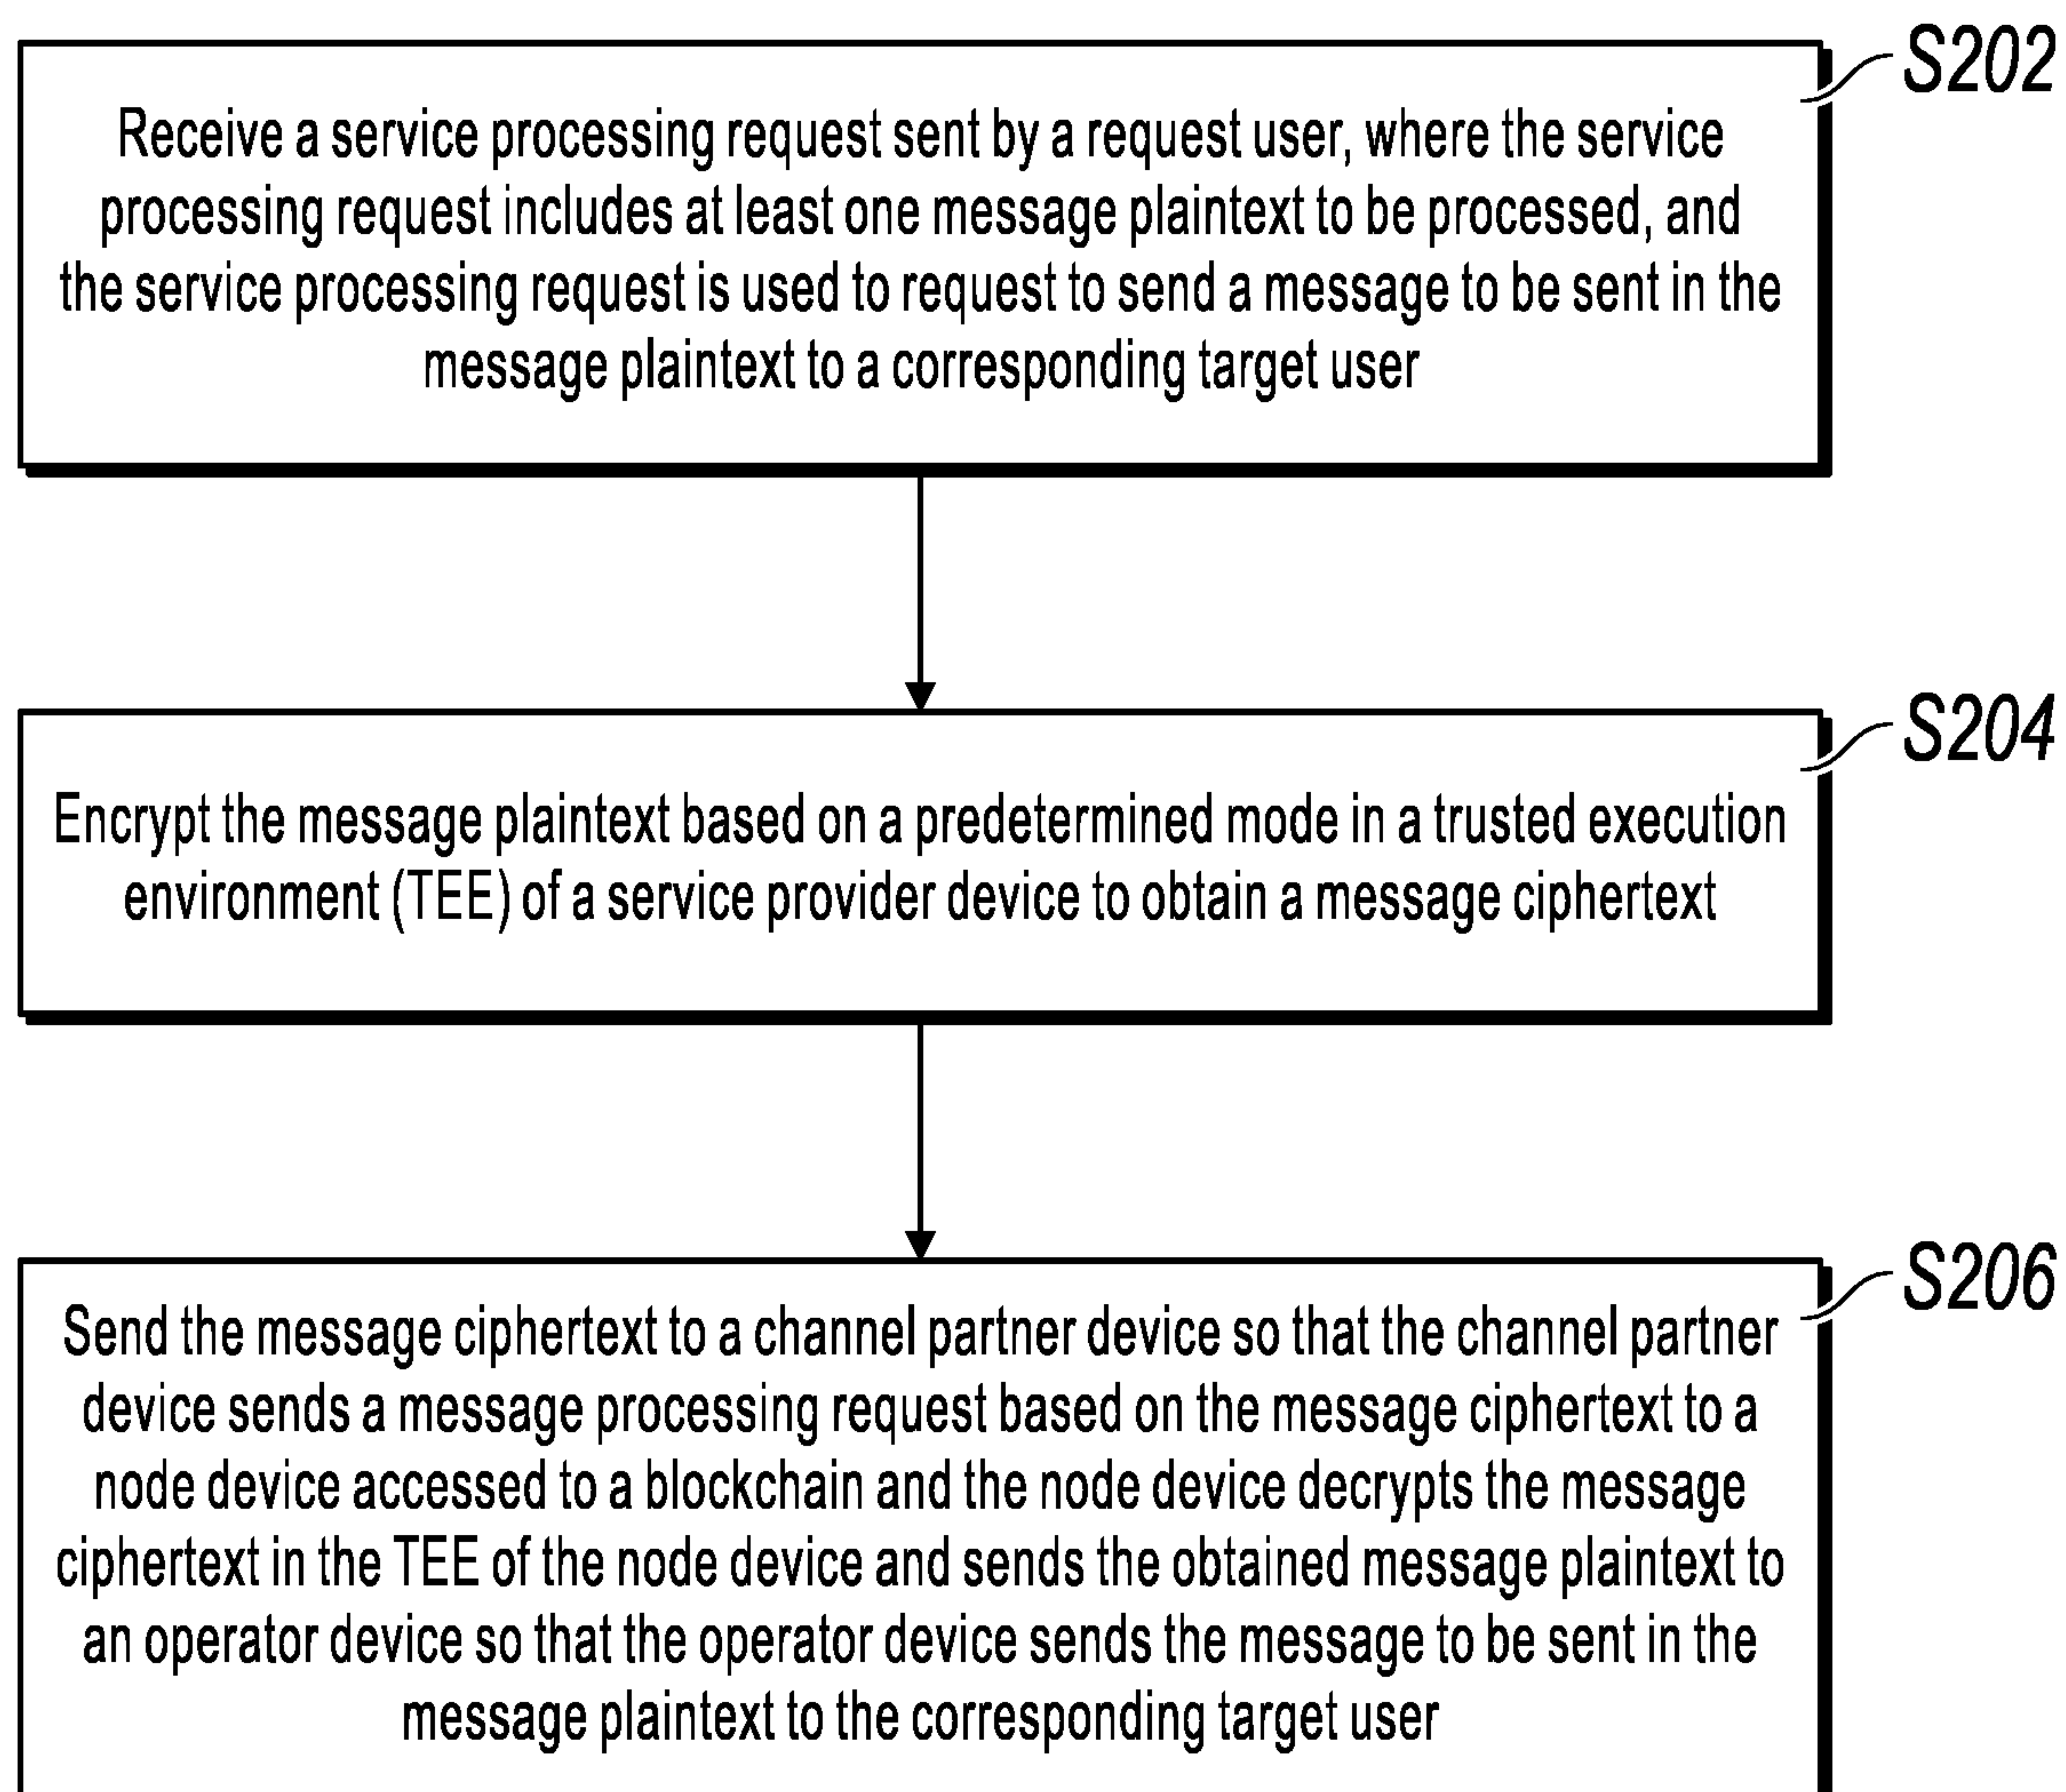 S202
Receive a service processing request sent by a request user, where the service
processing request includes at least one message plaintext to be processed, and
the service processing request is used to request to send a message to be sent in the
message plaintext to a corresponding target user
S204
Encrypt the message plaintext based on a predetermined mode in a trusted execution
environment (TEE) of a service provider device to obtain a message ciphertext
S206
Send the message ciphertext to a channel partner device so that the channel partner
device sends a message processing request based on the message ciphertext to a
node device accessed to a blockchain and the node device decrypts the message
ciphertext in the TEE of the node device and sends the obtained message plaintext to
an operator device so that the operator device sends the message to be sent in the
message plaintext to the corresponding target user